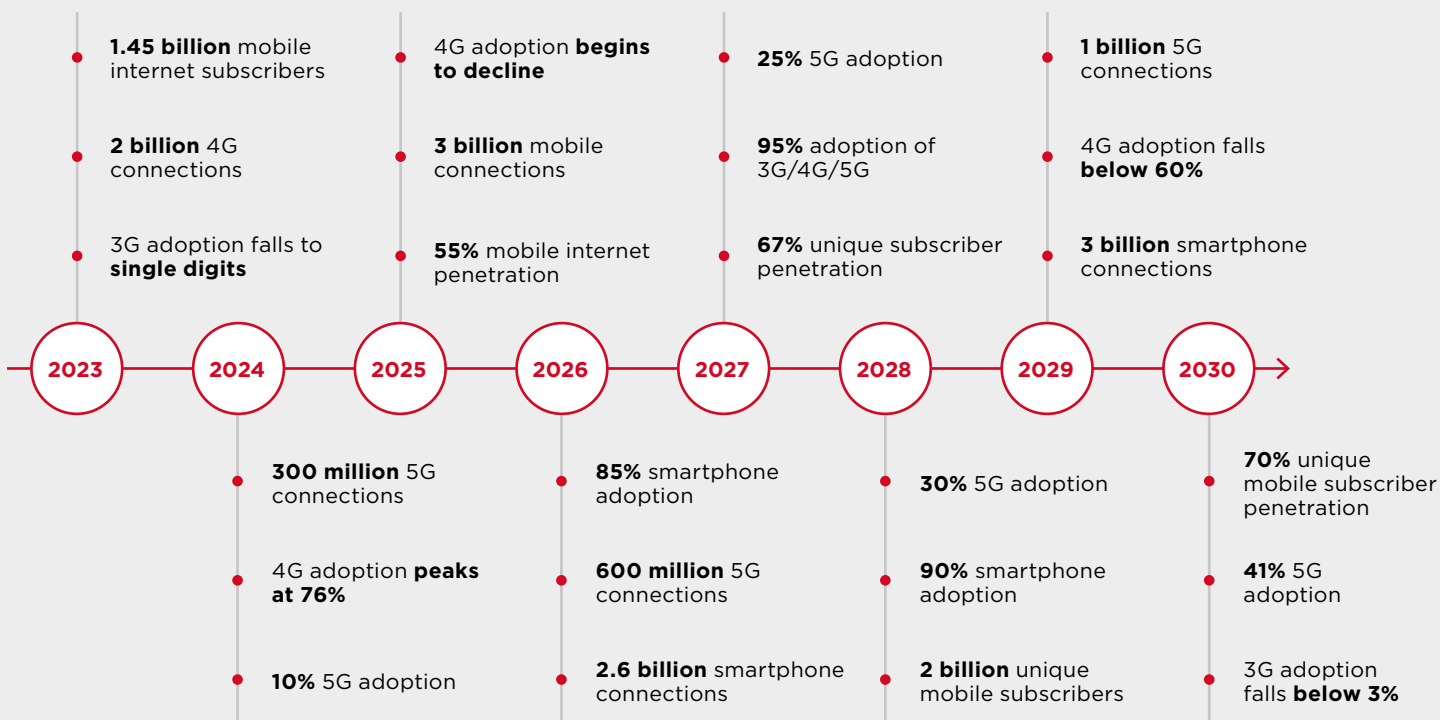 1.45 billion mobile
internet subscribers
2 billion 4G
connections
3G adoption falls to
single digits
4G adoption begins
to decline
3 billion mobile
connections
55% mobile internet
penetration
25% 5G adoption
95% adoption of
3G/4G/5G
67% unique subscriber
penetration
1 billion 5G
connections
4G adoption falls
below 60%
3 billion smartphone
connections
2023
2024
2025
2026
2027
2028
2029
2030
300 million 5G
connections
4G adoption peaks
at 76%
10% 5G adoption
85% smartphone
adoption
600 million 5G
connections
2.6 billion smartphone
connections
30% 5G adoption
90% smartphone
adoption
2 billion unique
mobile subscribers
70% unique
mobile subscriber
penetration
41% 5G
adoption
3G adoption
falls below 3%